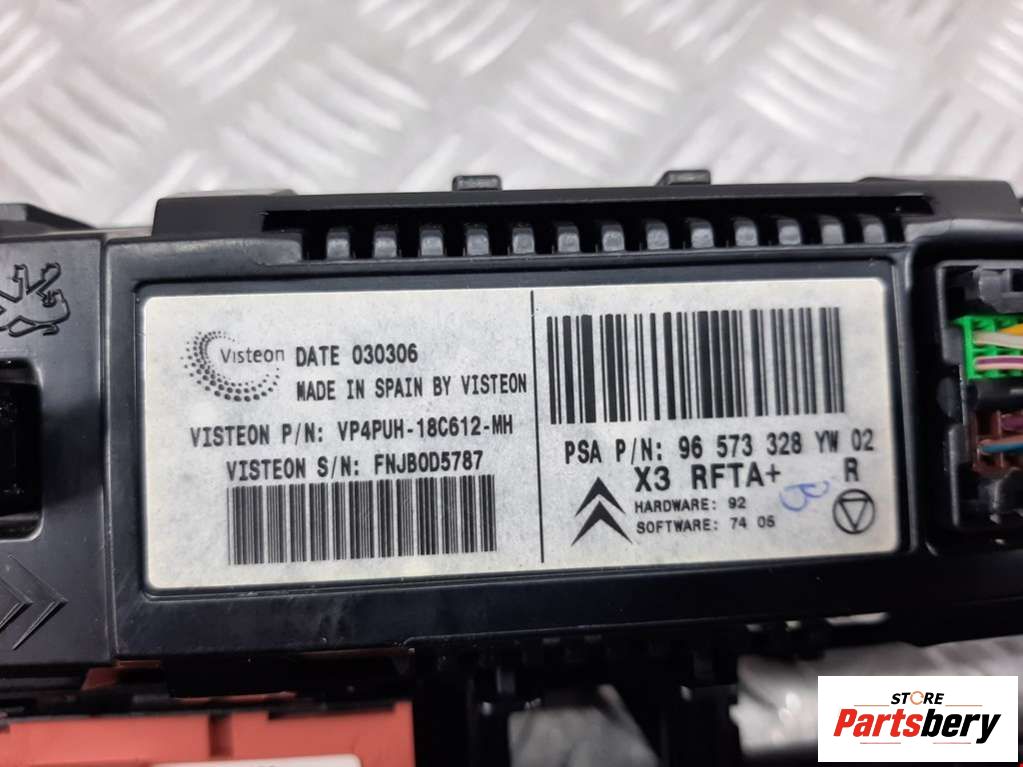 Visteon
DATE 030306
MADE IN SPAIN BY VISTEON
VISTEON P/N: VP4PUH-18C612-MH
VISTEON S/N: FNJB0D5787
PSA P/N: 96 573 328 YW 02
X3 RFTA+ R
HARDWARE: 92
SOFTWARE: 74 05
STORE
Partsbery